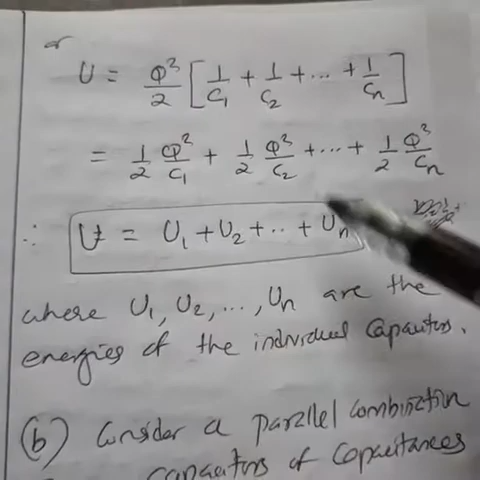 or
U = Q²/2 [1/C₁ + 1/C₂ + ... + 1/Cₙ]
= 1/2 Q²/C₁ + 1/2 Q²/C₂ + ... + 1/2 Q²/Cₙ
∴ U = U₁ + U₂ + .. + Uₙ
where U₁, U₂, ..., Uₙ are the
energies of the individual Capacitors.
(b) Consider a parallel combination
capacitors of Capacitances